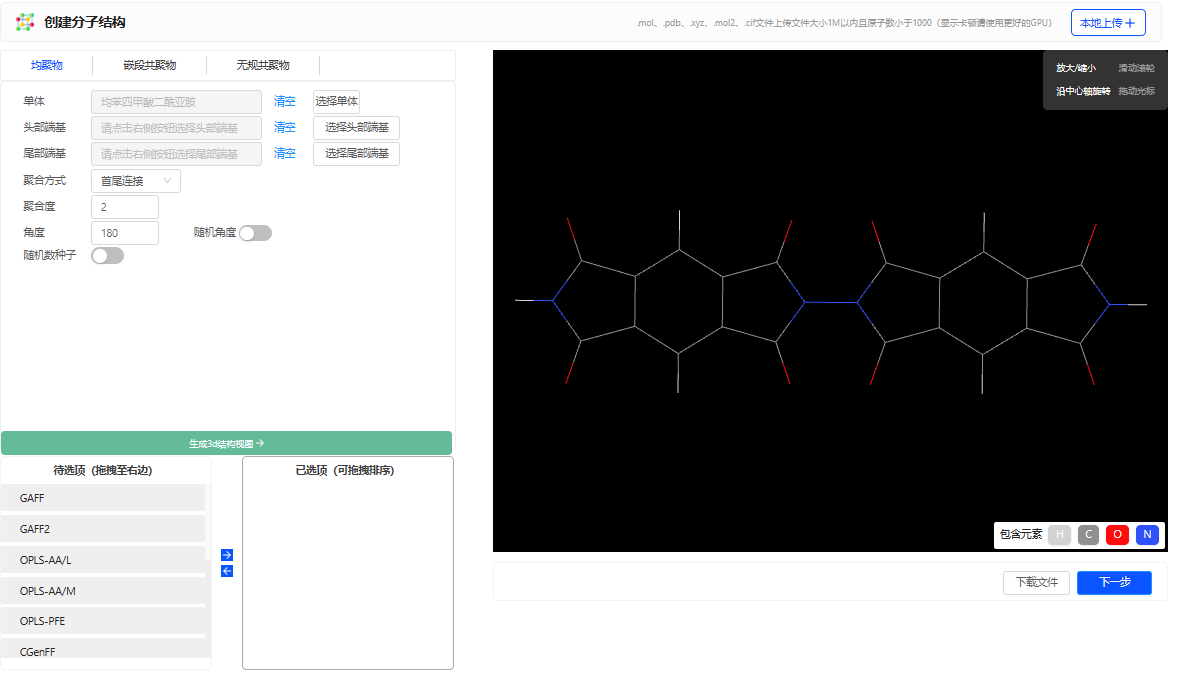 创建分子结构
.mol、.pdb、.xyz、.mol2、.cif文件上传文件大小1M以内且原子数小于1000（显示卡顿请使用更好的GPU）
本地上传＋
均聚物 嵌段共聚物 无规共聚物
单体 均苯四甲酸二酰亚胺 清空 选择单体
头部端基 请点击右侧按钮选择头部端基 清空 选择头部端基
尾部端基 请点击右侧按钮选择尾部端基 清空 选择尾部端基
聚合方式 首尾连接
聚合度 2
角度 180 随机角度
随机数种子
生成3d结构视图→
待选项（拖拽至右边）
GAFF
GAFF2
OPLS-AA/L
OPLS-AA/M
OPLS-PFE
CGenFF
已选项（可拖拽排序）
放大/缩小 滑动滚轮
沿中心轴旋转 拖动光标
包含元素 H C O N
下载文件 下一步